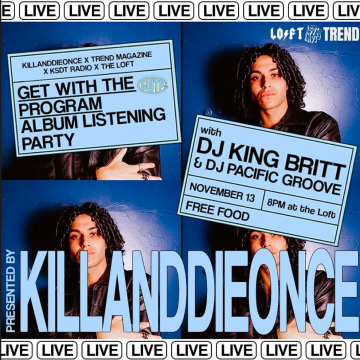 LIVE LIVE LIVE LIVE LIVE LIVE LIVE LIVE
LOFT TREND
KILLANDDIEONCE X TREND MAGAZINE
X KSDT RADIO X THE LOFT
GET WITH THE
PROGRAM
ALBUM LISTENING
PARTY
with
DJ KING BRITT
& DJ PACIFIC GROOVE
NOVEMBER 13 8PM at the Loft
FREE FOOD
PRESENTED BY
KILLANDDIEONCE
LIVE LIVE LIVE LIVE LIVE LIVE LIVE LIVE